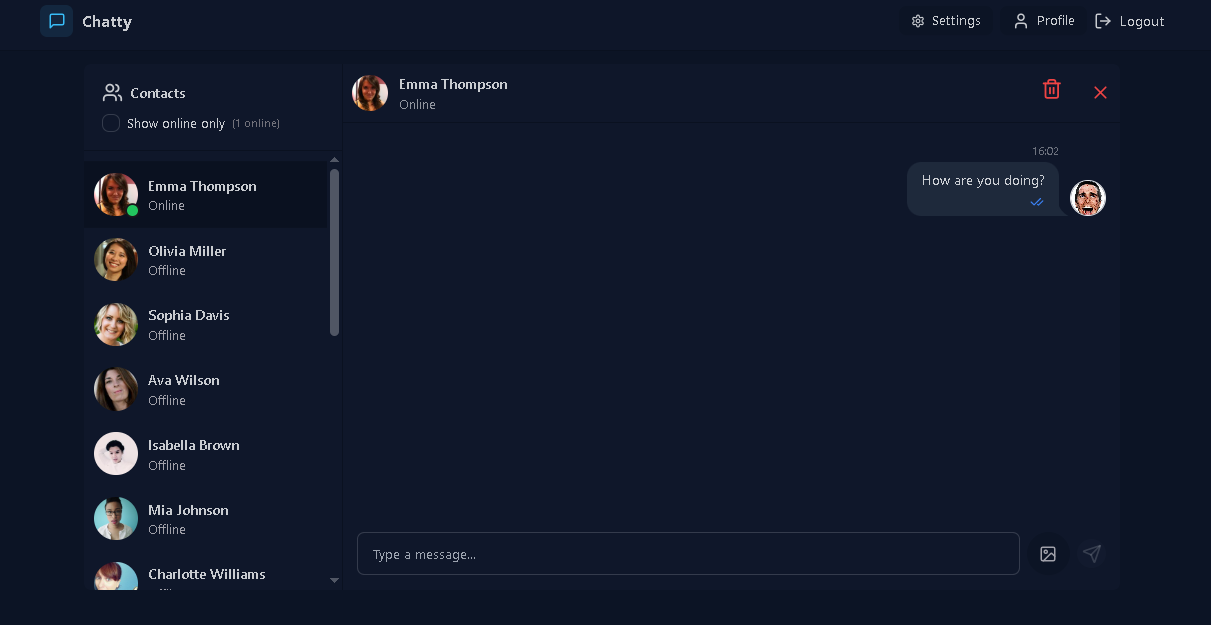 Chatty
Settings
Profile
Logout
Contacts
Show online only (1 online)
Emma Thompson
Online
Olivia Miller
Offline
Sophia Davis
Offline
Ava Wilson
Offline
Isabella Brown
Offline
Mia Johnson
Offline
Charlotte Williams
Emma Thompson
Online
16:02
How are you doing?
Type a message...